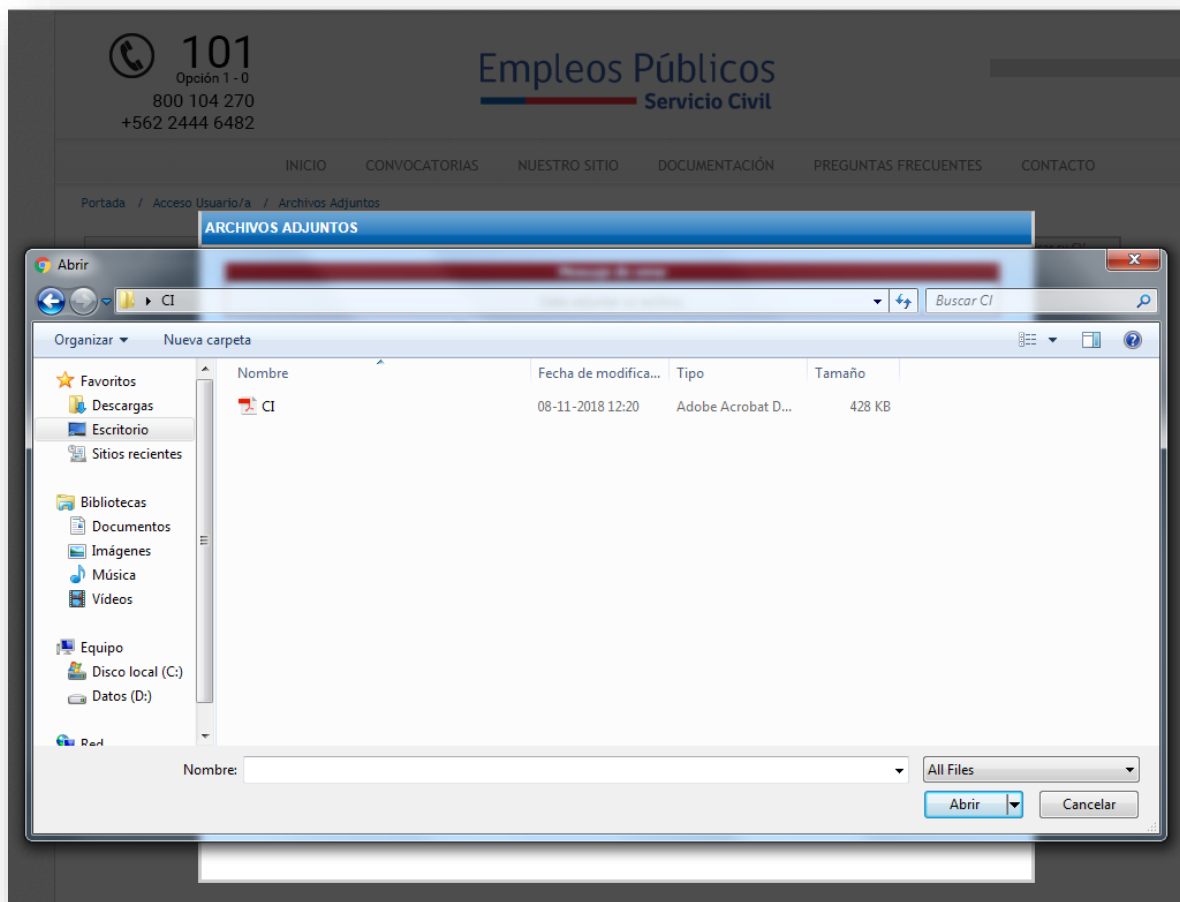 101
Opción 1 - 0
800 104 270
+562 2444 6482
Empleos Públicos
Servicio Civil
INICIO CONVOCATORIAS NUESTRO SITIO DOCUMENTACIÓN PREGUNTAS FRECUENTES CONTACTO
Portada / Acceso Usuario/a / Archivos Adjuntos
ARCHIVOS ADJUNTOS
Abrir
Mensaje de error
CI
Buscar CI
Organizar Nueva carpeta
Nombre Fecha de modifica... Tipo Tamaño
CI 08-11-2018 12:20 Adobe Acrobat D... 428 KB
Favoritos
Descargas
Escritorio
Sitios recientes
Bibliotecas
Documentos
Imágenes
Música
Vídeos
Equipo
Disco local (C:)
Datos (D:)
Red
Nombre: All Files
Abrir Cancelar